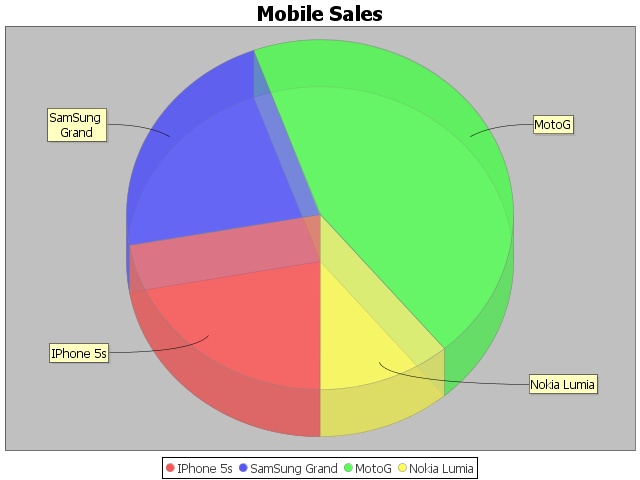 Mobile Sales
SamSung
Grand
MotoG
IPhone 5s
Nokia Lumia
IPhone 5s SamSung Grand MotoG Nokia Lumia